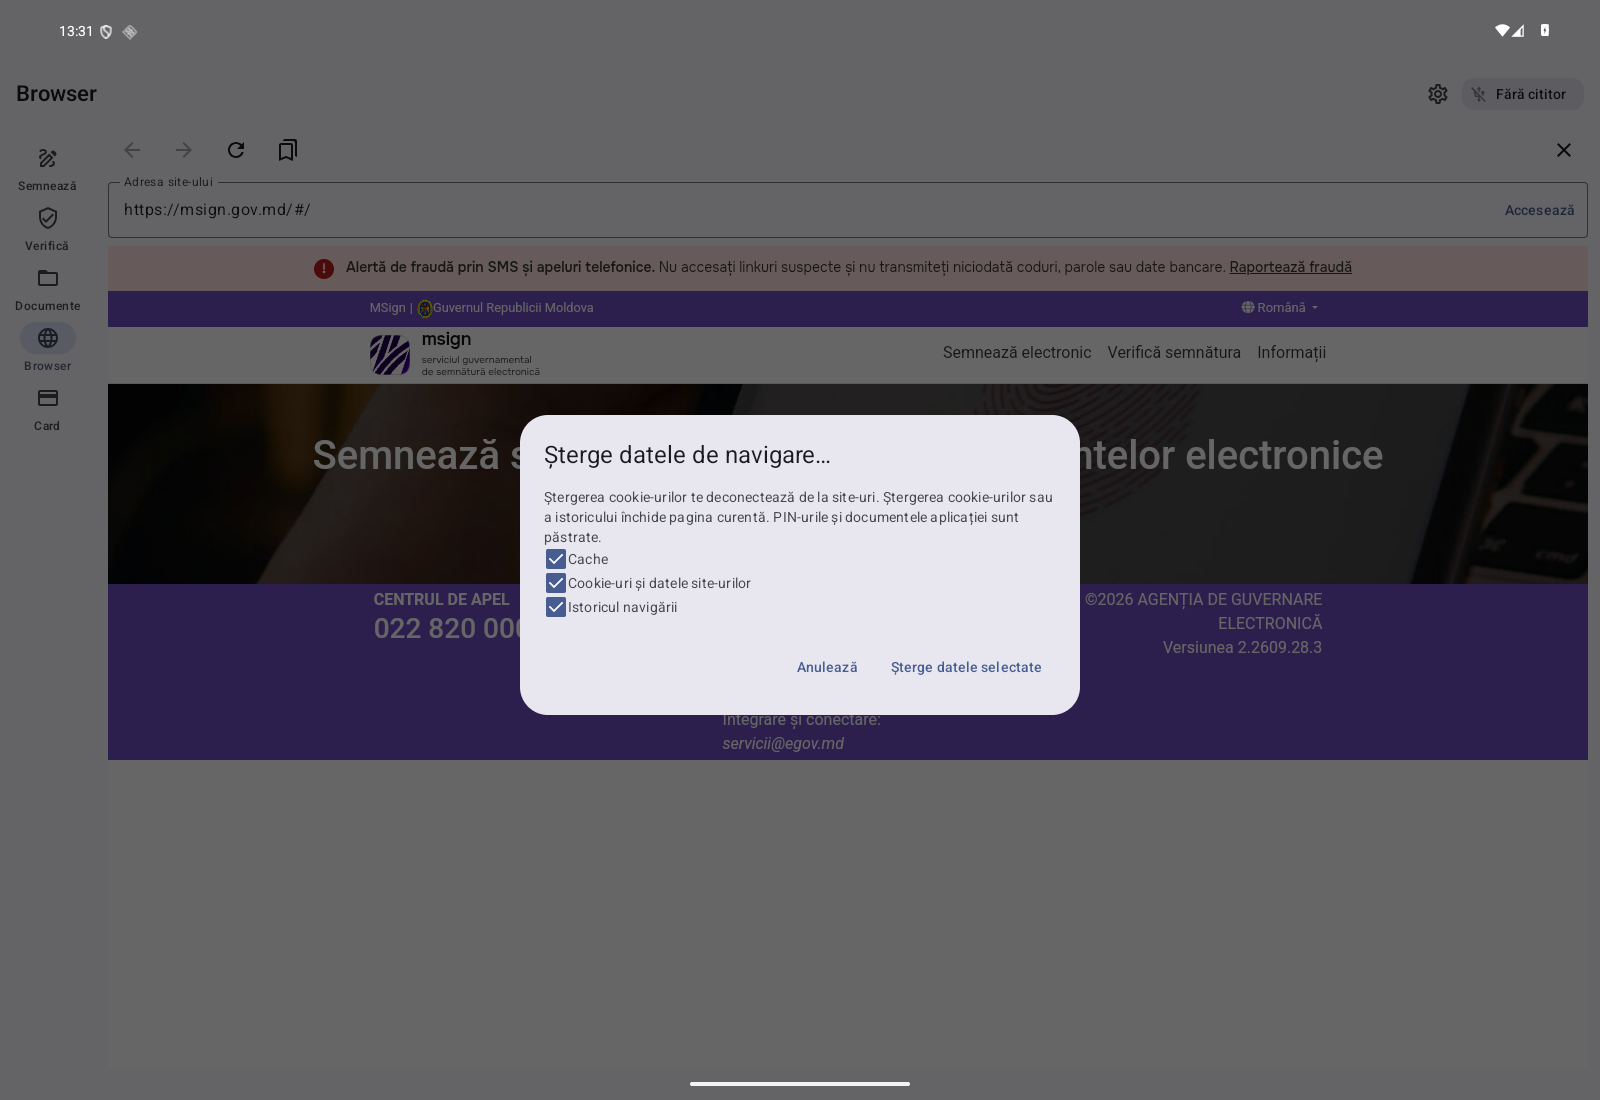 13:31
Browser
Fără cititor
Semnează
Verifică
Documente
Browser
Card
Adresa site-ului
https://msign.gov.md/#/
Accesează
Alertă de fraudă prin SMS și apeluri telefonice. Nu accesați linkuri suspecte și nu transmiteți niciodată coduri, parole sau date bancare. Raportează fraudă
MSign | Guvernul Republicii Moldova
Română
msign
serviciul guvernamental
de semnătură electronică
Semnează electronic Verifică semnătura Informații
Semnează
ntelor electronice
Șterge datele de navigare…
Ștergerea cookie-urilor te deconectează de la site-uri. Ștergerea cookie-urilor sau
a istoricului închide pagina curentă. PIN-urile și documentele aplicației sunt
păstrate.
Cache
Cookie-uri și datele site-urilor
Istoricul navigării
Anulează
Șterge datele selectate
CENTRUL DE APEL
022 820 000
©2026 AGENȚIA DE GUVERNARE
ELECTRONICĂ
Versiunea 2.2609.28.3
Integrare și conectare:
servicii@egov.md
cmd